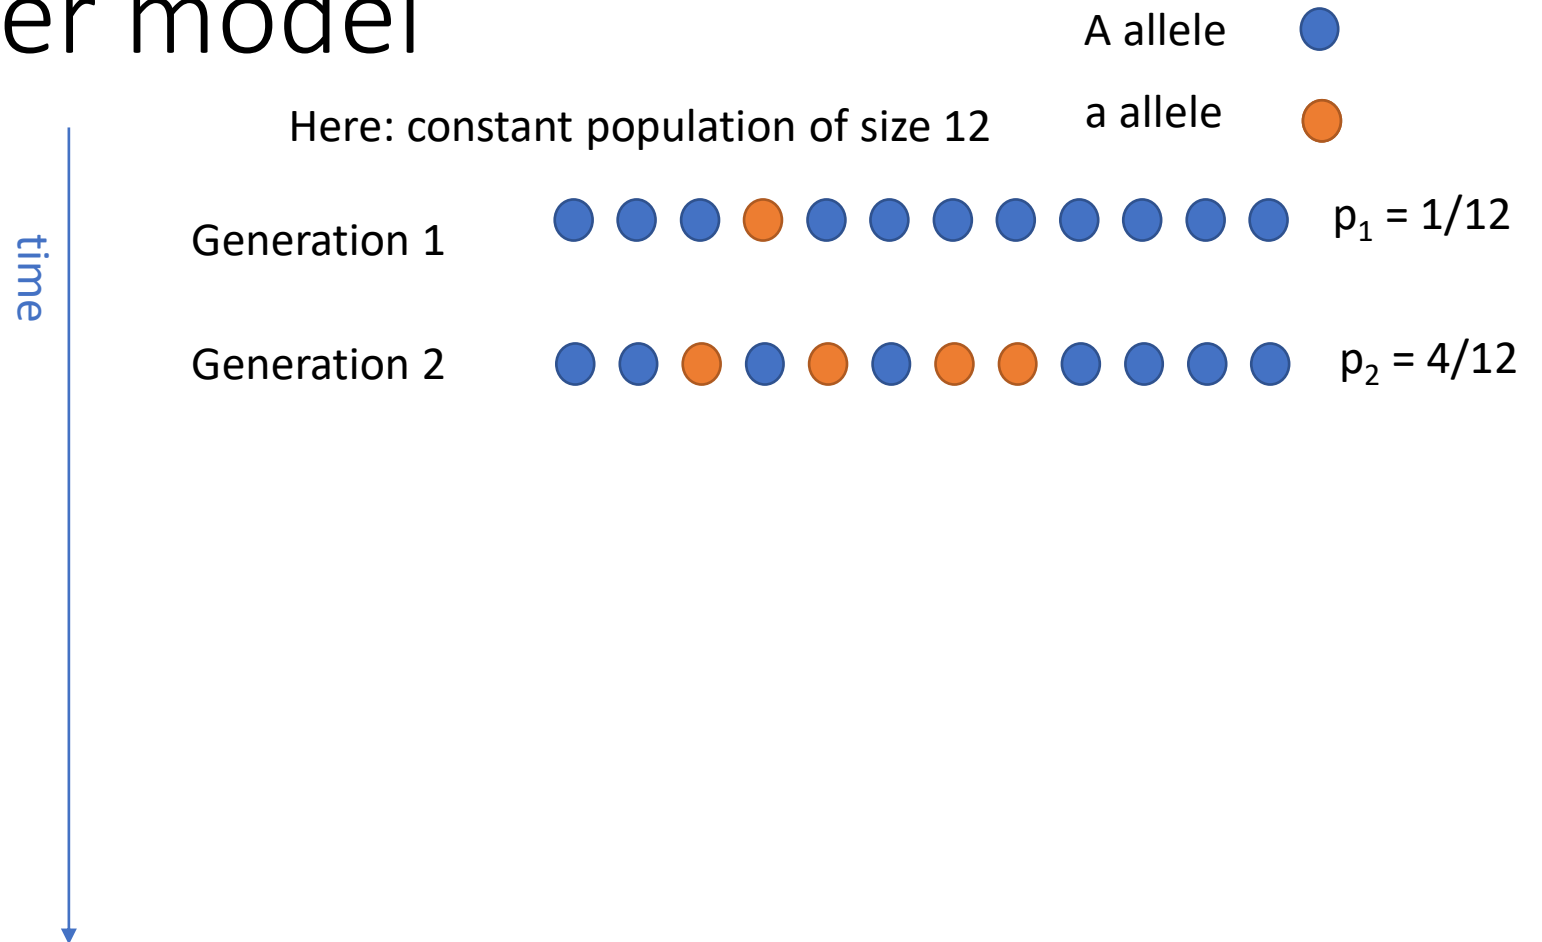 er model
A allele
a allele
Here: constant population of size 12
time
Generation 1
p₁ = 1/12
Generation 2
p₂ = 4/12